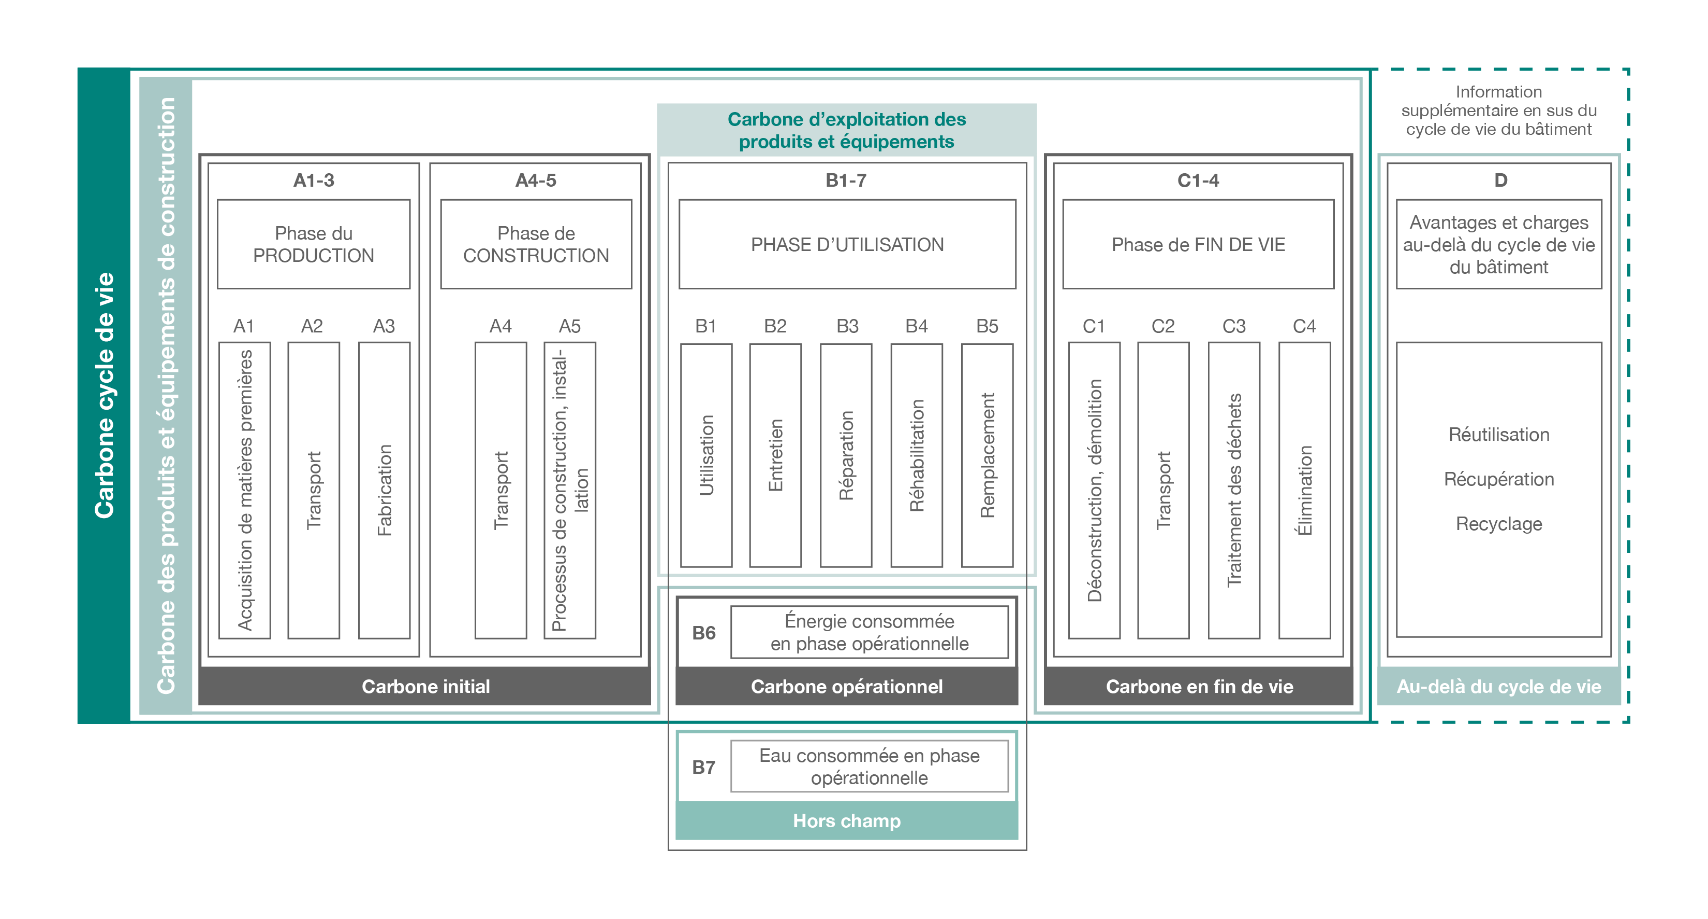 Carbone cycle de vie
Carbone des produits et équipements de construction
A1-3
Phase du
PRODUCTION
A1
Acquisition de matières premières
A2
Transport
A3
Fabrication
A4-5
Phase de
CONSTRUCTION
A4
Transport
A5
Processus de construction, instal-
lation
Carbone initial
Carbone d’exploitation des
produits et équipements
B1-7
PHASE D’UTILISATION
B1
Utilisation
B2
Entretien
B3
Réparation
B4
Réhabilitation
B5
Remplacement
B6
Énergie consommée
en phase opérationnelle
Carbone opérationnel
B7
Eau consommée en phase
opérationnelle
Hors champ
C1-4
Phase de FIN DE VIE
C1
Déconstruction, démolition
C2
Transport
C3
Traitement des déchets
C4
Élimination
Carbone en fin de vie
Information
supplémentaire en sus du
cycle de vie du bâtiment
D
Avantages et charges
au-delà du cycle de vie
du bâtiment
Réutilisation
Récupération
Recyclage
Au-delà du cycle de vie